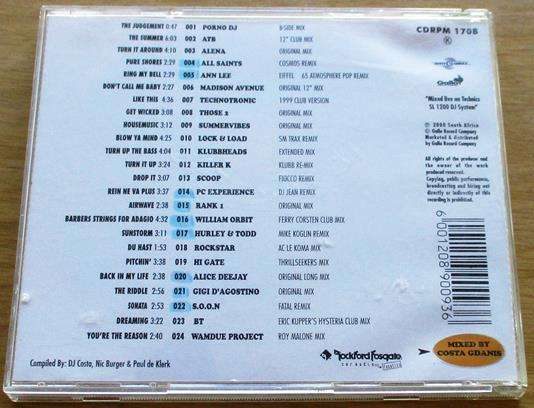 THE JUDGEMENT 0:47 001 PORNO DJ B-SIDE MIX
THE SUMMER 6:03 002 ATB 12" CLUB MIX
TURN IT AROUND 4:10 003 ALENA ORIGINAL MIX
PURE SHORES 2:29 004 ALL SAINTS COSMOS REMIX
RING MY BELL 2:29 005 ANN LEE EIFFEL 65 ATMOSPHERE POP REMIX
DON'T CALL ME BABY 2:27 006 MADISON AVENUE ORIGINAL 12" MIX
LIKE THIS 4:36 007 TECHNOTRONIC 1999 CLUB VERSION
GET WICKED 3:08 008 THOSE 2 ORIGINAL MIX
HOUSEMUSIC 3:12 009 SUMMERVIBES ORIGINAL MIX
BLOW YA MIND 4:25 010 LOCK & LOAD SM TRAX REMIX
TURN UP THE BASS 4:04 011 KLUBBHEADS EXTENDED MIX
TURN IT UP 3:24 012 KILLER K KLUBB RE-MIX
DROP IT 3:07 013 SCOOP FIOCCO REMIX
REIN NE VA PLUS 3:37 014 PC EXPERIENCE DJ JEAN REMIX
AIRWAVE 2:38 015 RANK 1 ORIGINAL MIX
BARBERS STRINGS FOR ADAGIO 4:32 016 WILLIAM ORBIT FERRY CORSTEN CLUB MIX
SUNSTORM 3:11 017 HURLEY & TODD MIKE KOGLIN REMIX
DU HAST 1:53 018 ROCKSTAR AC LE KOMA MIX
PITCHIN' 3:38 019 HI GATE THRILLSEEKERS MIX
BACK IN MY LIFE 2:38 020 ALICE DEEJAY ORIGINAL LONG MIX
THE RIDDLE 2:56 021 GIGI D'AGOSTINO ORIGINAL MIX
SONATA 2:53 022 S.O.O.N FATAL REMIX
DREAMING 3:22 023 BT ERIC KUPPER'S HYSTERIA CLUB MIX
YOU'RE THE REASON 2:40 024 WAMDUE PROJECT ROY MALONE MIX
Compiled By: DJ Costa, Nic Burger & Paul de Klerk
Rockford Fosgate
CDRPM 1708
Gallo
"Mixed live on Technics
SL 1200 DJ System"
℗ 2000 South Africa
© Gallo Record Company
Marketed & distributed
by Gallo Record Company
All rights of the producer and
the owner of the work
produced reserved.
Copying, public performance,
broadcasting and hiring out
directly or indirectly of this
recording is prohibited.
6 001208 900936
MIXED BY
COSTA GDANIS